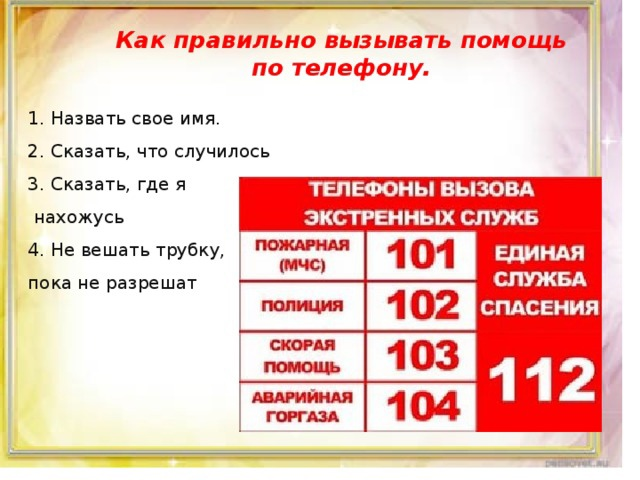 Как правильно вызывать помощь
по телефону.
1. Назвать свое имя.
2. Сказать, что случилось
3. Сказать, где я
нахожусь
4. Не вешать трубку,
пока не разрешат
ТЕЛЕФОНЫ ВЫЗОВА
ЭКСТРЕННЫХ СЛУЖБ
ПОЖАРНАЯ
(МЧС)
101
ПОЛИЦИЯ
102
СКОРАЯ
ПОМОЩЬ
103
АВАРИЙНАЯ
ГОРГАЗА
104
ЕДИНАЯ
СЛУЖБА
СПАСЕНИЯ
112
pedsovet.su